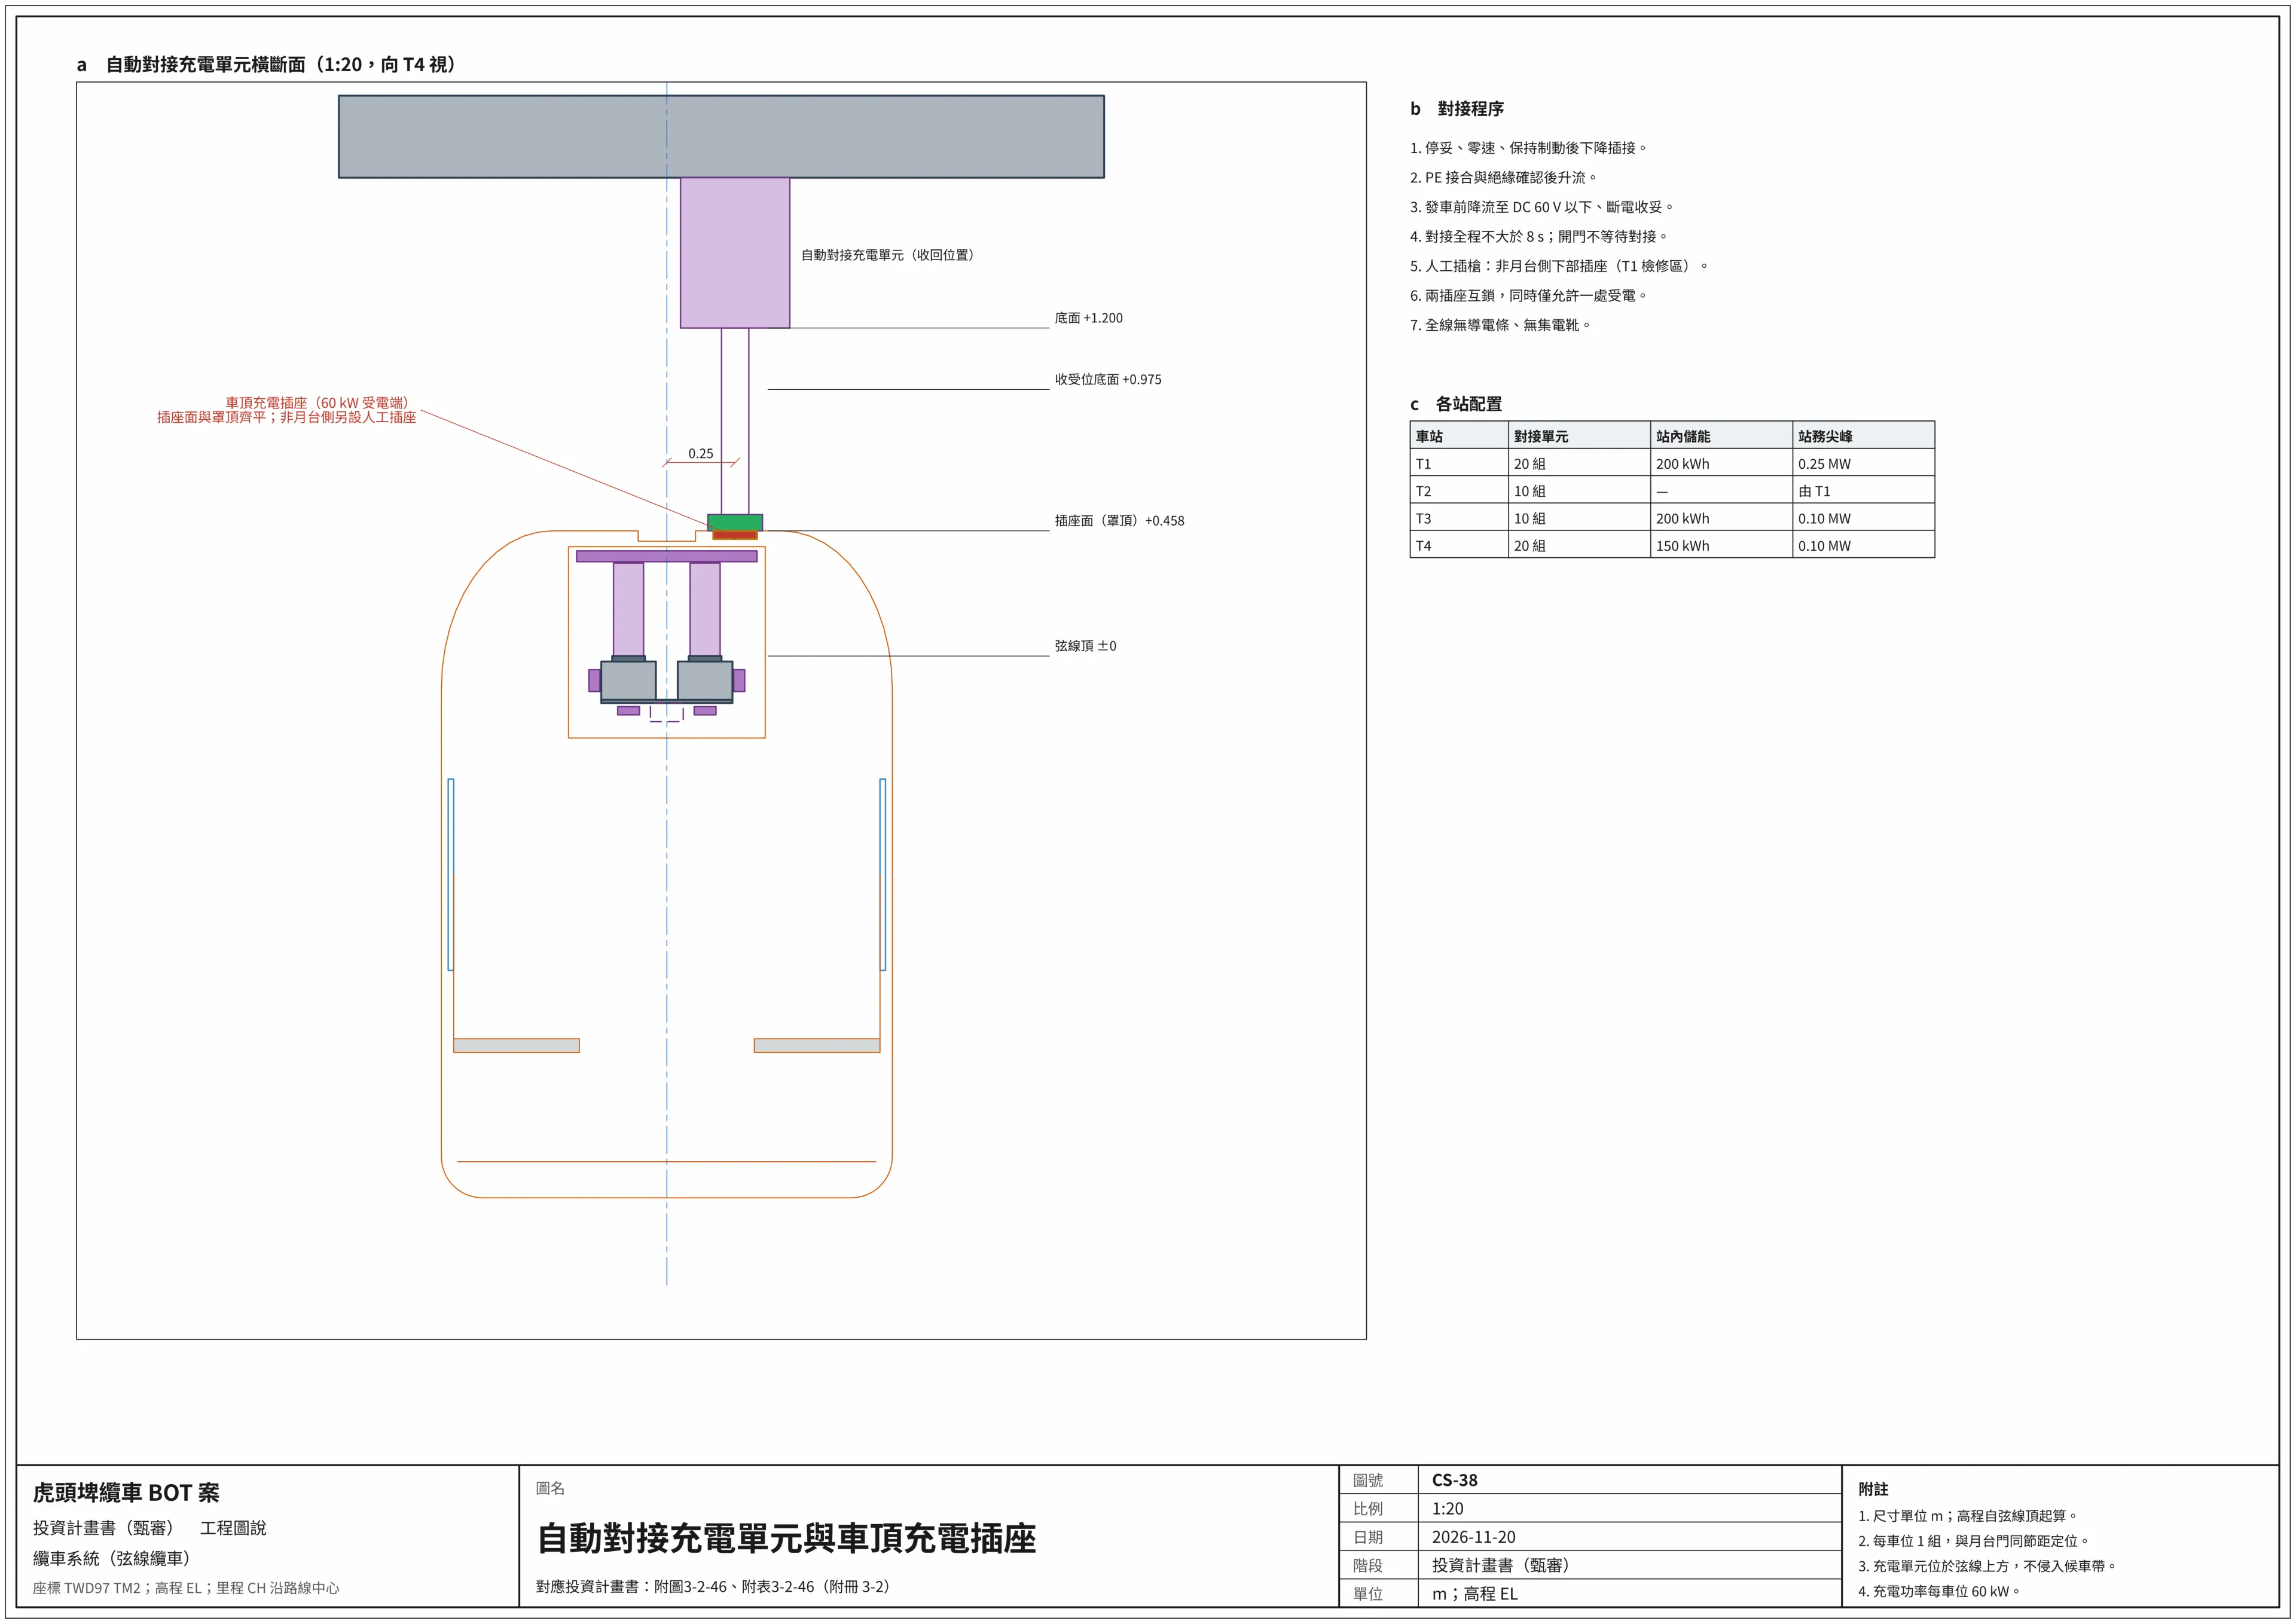 a 自動對接充電單元橫斷面（1:20，向 T4 視）
自動對接充電單元（收回位置）
底面 +1.200
收受位底面 +0.975
車頂充電插座（60 kW 受電端）
插座面與罩頂齊平；非月台側另設人工插座
0.25
插座面（罩頂）+0.458
弦線頂 ±0
b 對接程序
1. 停妥、零速、保持制動後下降插接。
2. PE 接合與絕緣確認後升流。
3. 發車前降流至 DC 60 V 以下、斷電收妥。
4. 對接全程不大於 8 s；開門不等待對接。
5. 人工插槍：非月台側下部插座（T1 檢修區）。
6. 兩插座互鎖，同時僅允許一處受電。
7. 全線無導電條、無集電靴。
c 各站配置
車站 對接單元 站內儲能 站務尖峰
T1 20 組 200 kWh 0.25 MW
T2 10 組 — 由 T1
T3 10 組 200 kWh 0.10 MW
T4 20 組 150 kWh 0.10 MW
虎頭埤纜車 BOT 案
投資計畫書（甄審） 工程圖說
纜車系統（弦線纜車）
座標 TWD97 TM2；高程 EL；里程 CH 沿路線中心
圖名
自動對接充電單元與車頂充電插座
對應投資計畫書：附圖3-2-46、附表3-2-46（附冊 3-2）
圖號 CS-38
比例 1:20
日期 2026-11-20
階段 投資計畫書（甄審）
單位 m；高程 EL
附註
1. 尺寸單位 m；高程自弦線頂起算。
2. 每車位 1 組，與月台門同節距定位。
3. 充電單元位於弦線上方，不侵入候車帶。
4. 充電功率每車位 60 kW。